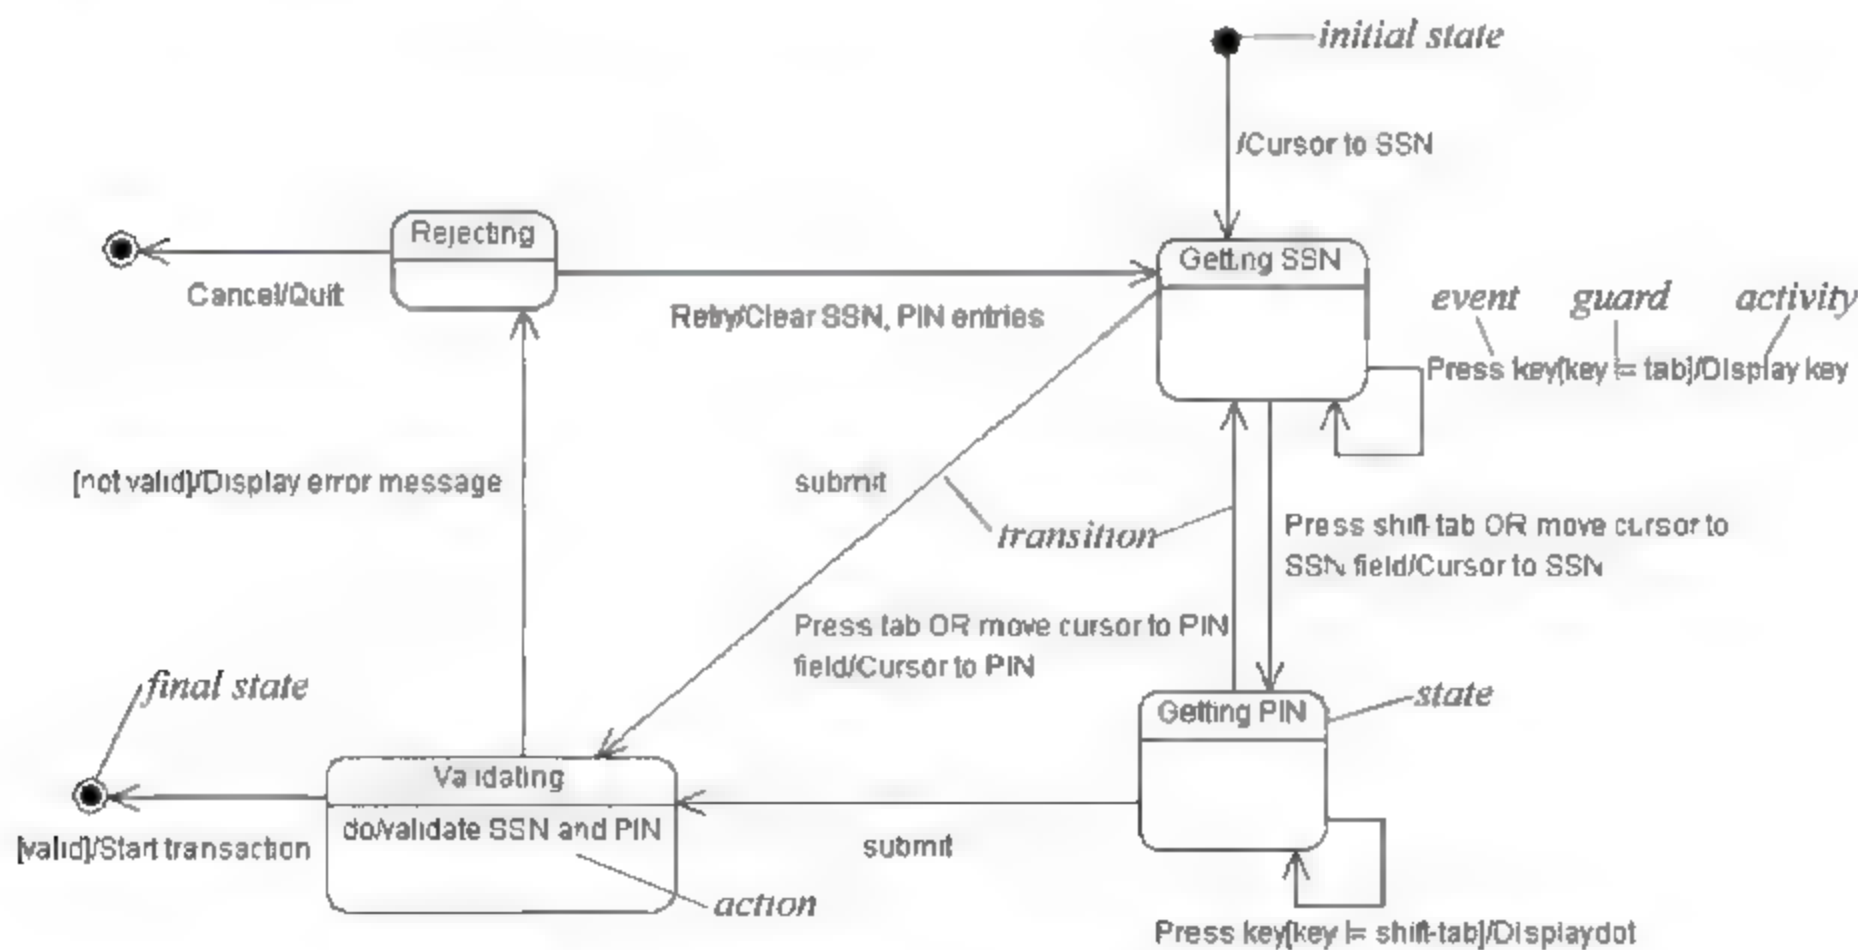 initial state
/Cursor to SSN
Rejecting
Getting SSN
Cancel/Quit
Retry/Clear SSN, PIN entries
event guard activity
Press key[key != tab]/Display key
[not valid]/Display error message
submit
transition
Press shift-tab OR move cursor to
SSN field/Cursor to SSN
Press tab OR move cursor to PIN
field/Cursor to PIN
final state
Getting PIN
state
Validating
do/validate SSN and PIN
[valid]/Start transaction
submit
action
Press key[key != shift-tab]/Displaydot